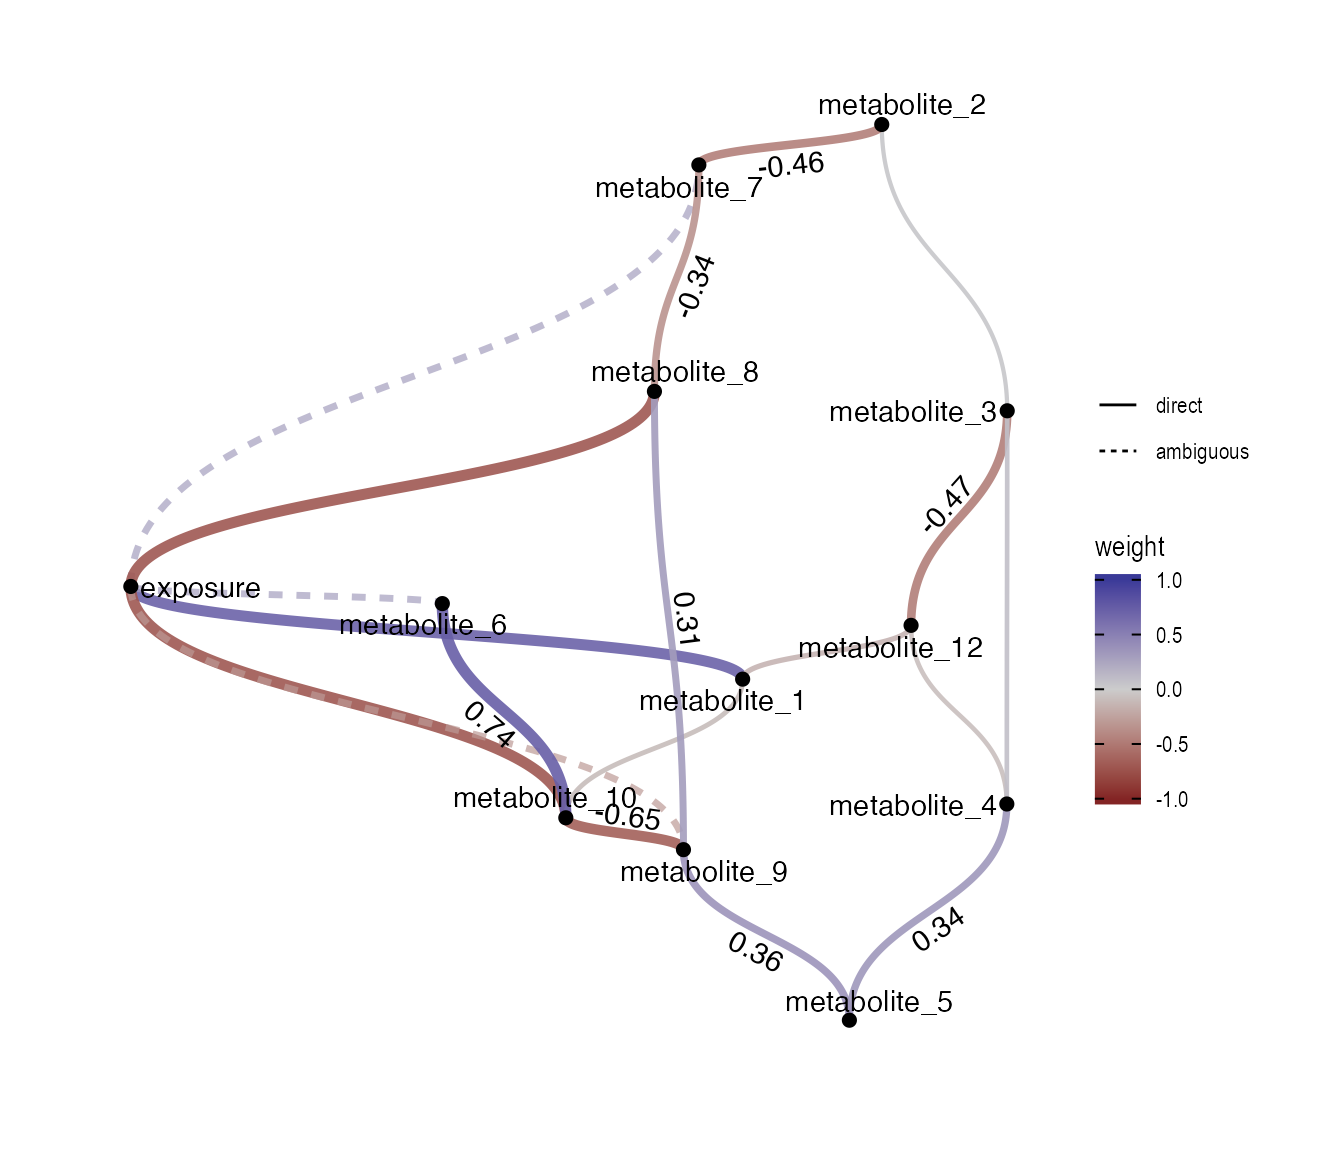 metabolite_2
-0.46
metabolite_7
-0.34
metabolite_8
metabolite_3
direct
ambiguous
-0.47
weight
1.0
0.5
0.0
-0.5
-1.0
exposure
metabolite_6
0.31
metabolite_12
metabolite_1
0.74
metabolite_10
-0.65
metabolite_4
metabolite_9
0.36
0.34
metabolite_5